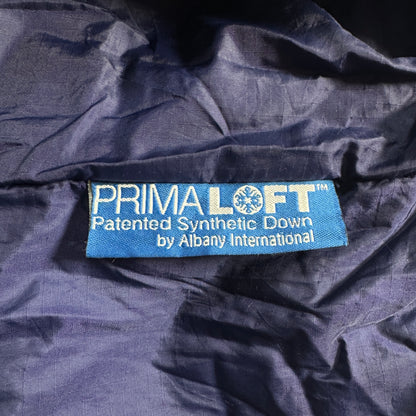 PRIMALOFT™
Patented Synthetic Down
by Albany International